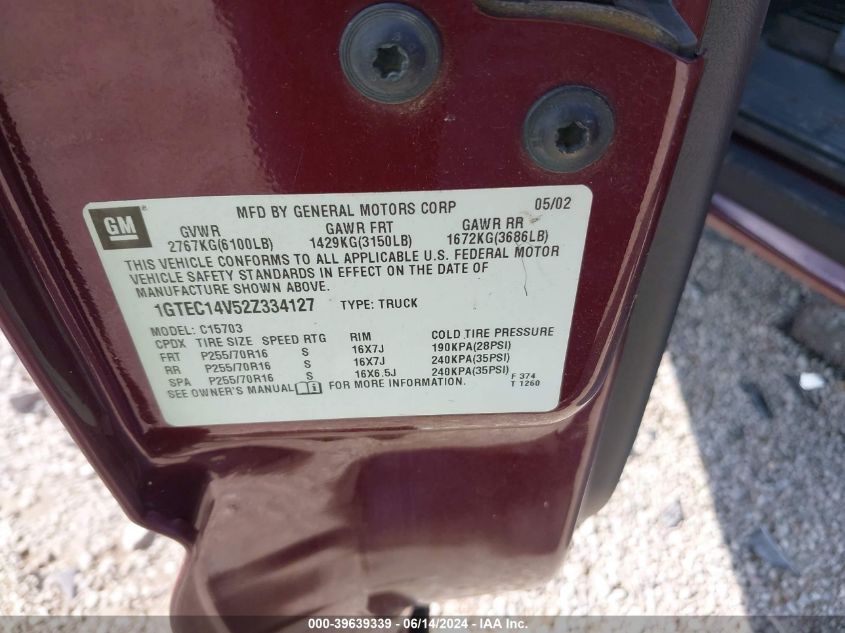 GM
MFD BY GENERAL MOTORS CORP 05/02
GVWR GAWR FRT GAWR RR
2767KG(6100LB) 1429KG(3150LB) 1672KG(3686LB)
THIS VEHICLE CONFORMS TO ALL APPLICABLE U.S. FEDERAL MOTOR
VEHICLE SAFETY STANDARDS IN EFFECT ON THE DATE OF
MANUFACTURE SHOWN ABOVE.
1GTEC14V52Z334127 TYPE: TRUCK
MODEL: C15703
CPDX TIRE SIZE SPEED RTG RIM COLD TIRE PRESSURE
FRT P255/70R16 S 16X7J 190KPA(28PSI)
RR P255/70R16 S 16X7J 240KPA(35PSI)
SPA P255/70R16 S 16X6.5J 240KPA(35PSI) F 374
SEE OWNER'S MANUAL FOR MORE INFORMATION. T 1260
000-39639339 - 06/14/2024 - IAA Inc.